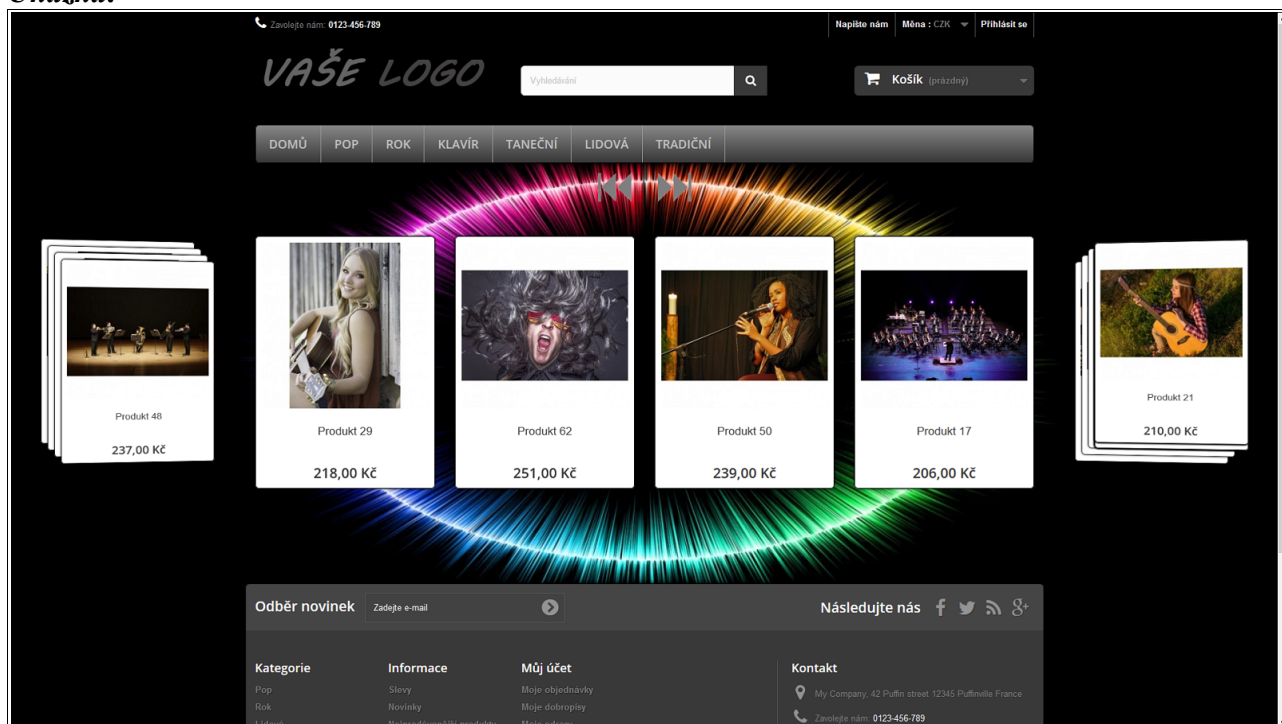 Zavolejte nám: 0123-456-789
Napište nám Měna : CZK Přihlásit se
VAŠE LOGO
Vyhledávání
Košík (prázdný)
DOMŮ POP ROK KLAVÍR TANEČNÍ LIDOVÁ TRADIČNÍ
Produkt 48
237,00 Kč
Produkt 29
218,00 Kč
Produkt 62
251,00 Kč
Produkt 50
239,00 Kč
Produkt 17
206,00 Kč
Produkt 21
210,00 Kč
Odběr novinek
Zadejte e-mail
Následujte nás
Kategorie
Pop
Rok
Informace
Slevy
Novinky
Můj účet
Moje objednávky
Moje dobropisy
Kontakt
My Company, 42 Puffin street 12345 Puffinville France
Zavolejte nám: 0123-456-789